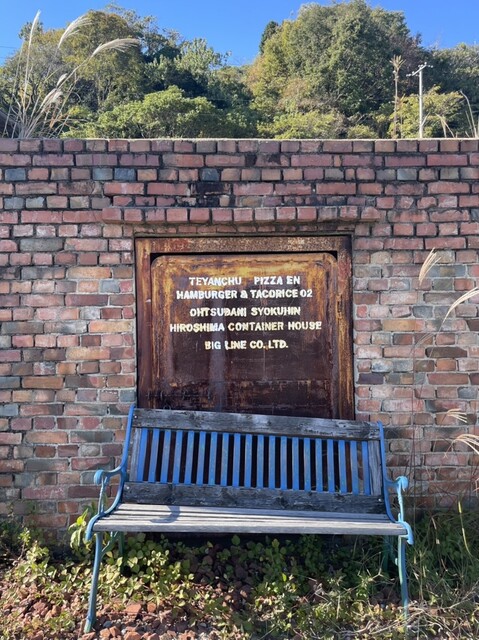 TEYANCHU PIZZA EN
HAMBURGER & TACORICE 02
OHTSUBANI SYOKUHIN
HIROSHIMA CONTAINER HOUSE
BIG LINE CO.,LTD.